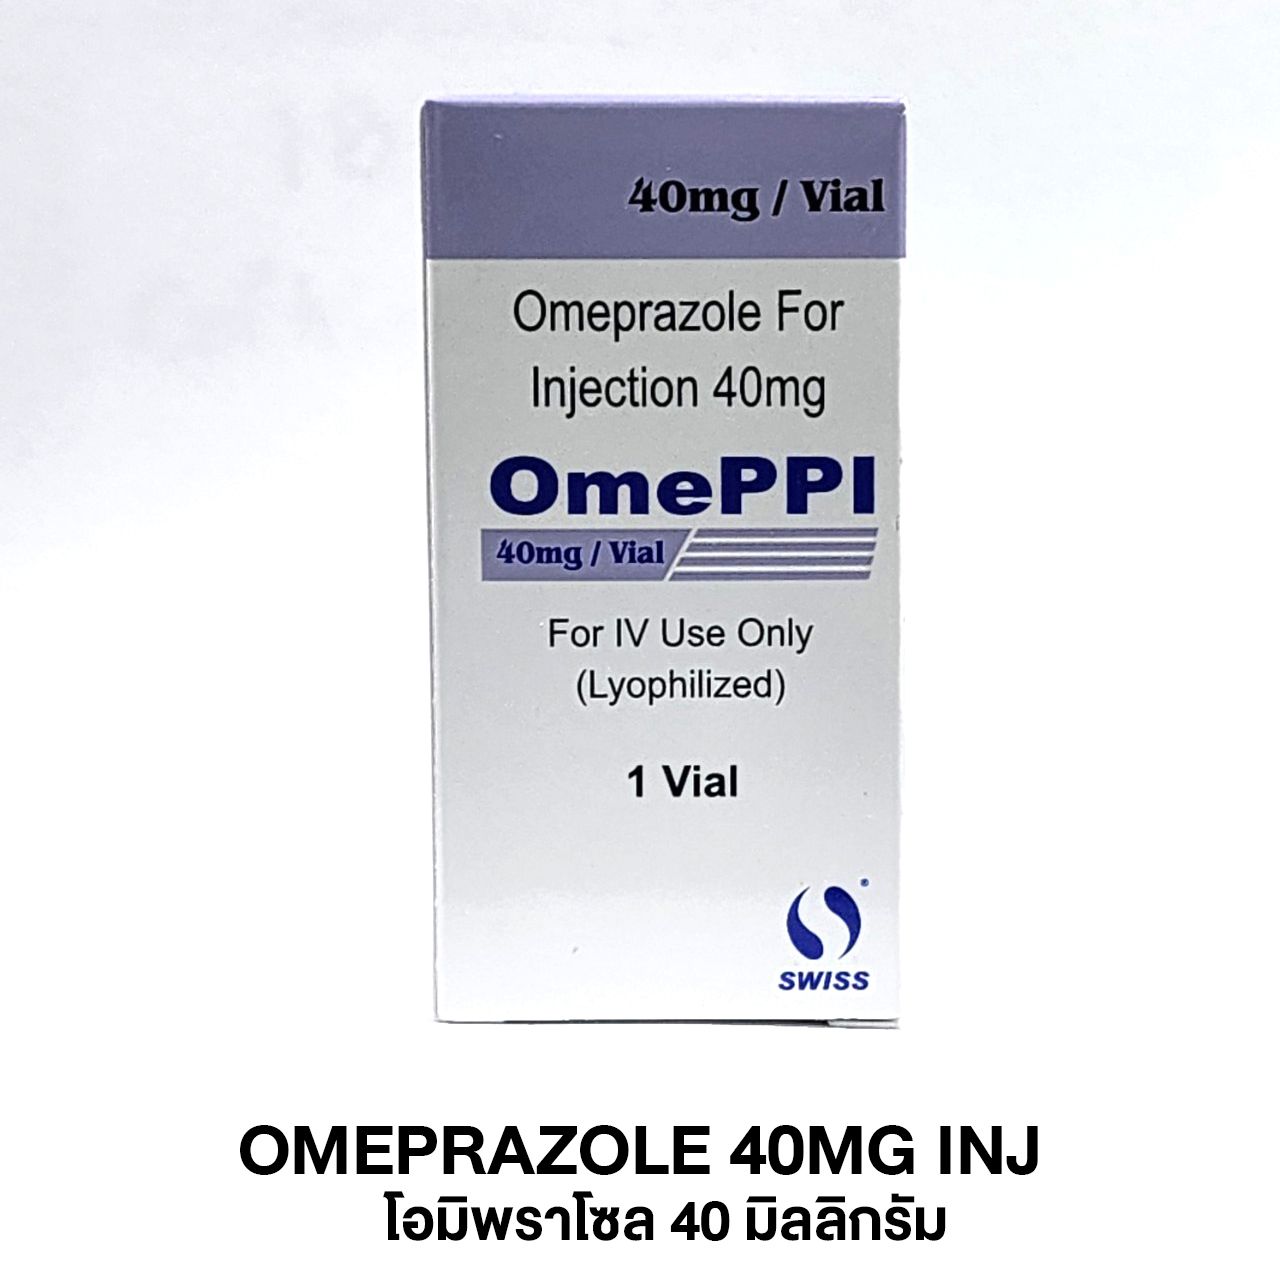 40mg / Vial
Omeprazole For
Injection 40mg
OmePPI
40mg / Vial
For IV Use Only
(Lyophilized)
1 Vial
®
SWISS
OMEPRAZOLE 40MG INJ
โอมิพราโซล 40 มิลลิกรัม